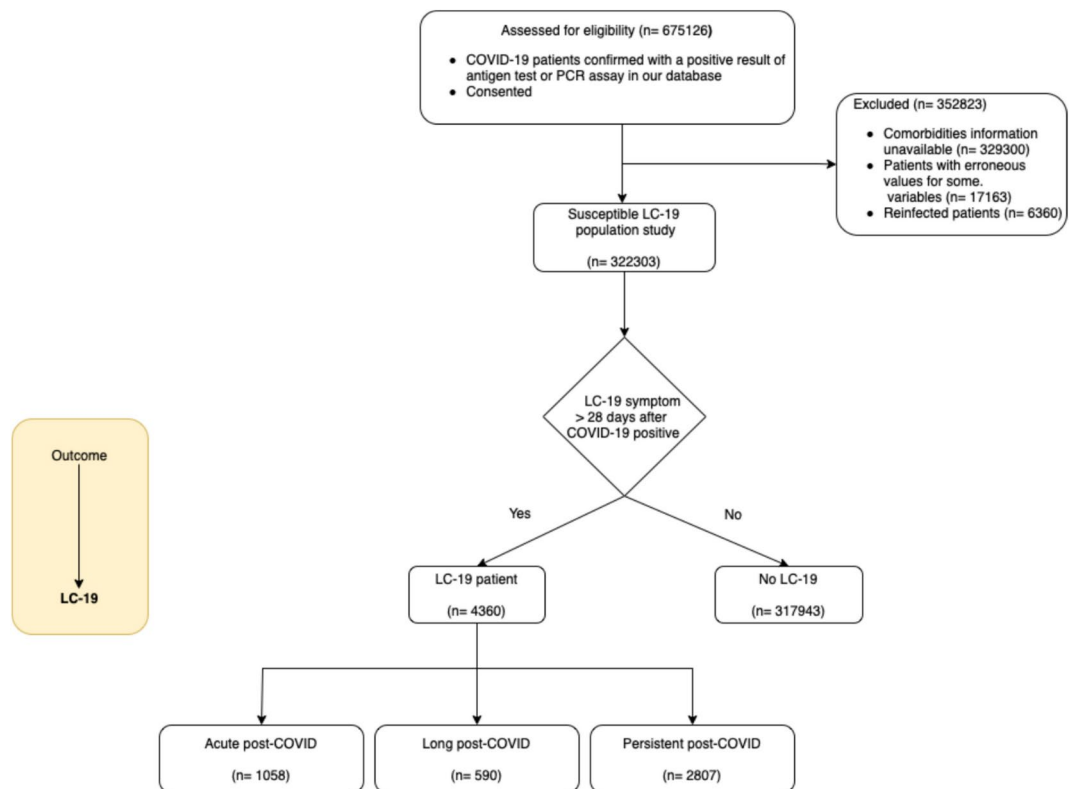 Assessed for eligibility (n= 675126)
• COVID-19 patients confirmed with a positive result of
antigen test or PCR assay in our database
• Consented
Excluded (n= 352823)
• Comorbidities information
unavailable (n= 329300)
• Patients with erroneous
values for some.
variables (n= 17163)
• Reinfected patients (n= 6360)
Susceptible LC-19
population study
(n= 322303)
LC-19 symptom
> 28 days after
COVID-19 positive
Outcome
LC-19
Yes
No
LC-19 patient
(n= 4360)
No LC-19
(n= 317943)
Acute post-COVID
(n= 1058)
Long post-COVID
(n= 590)
Persistent post-COVID
(n= 2807)